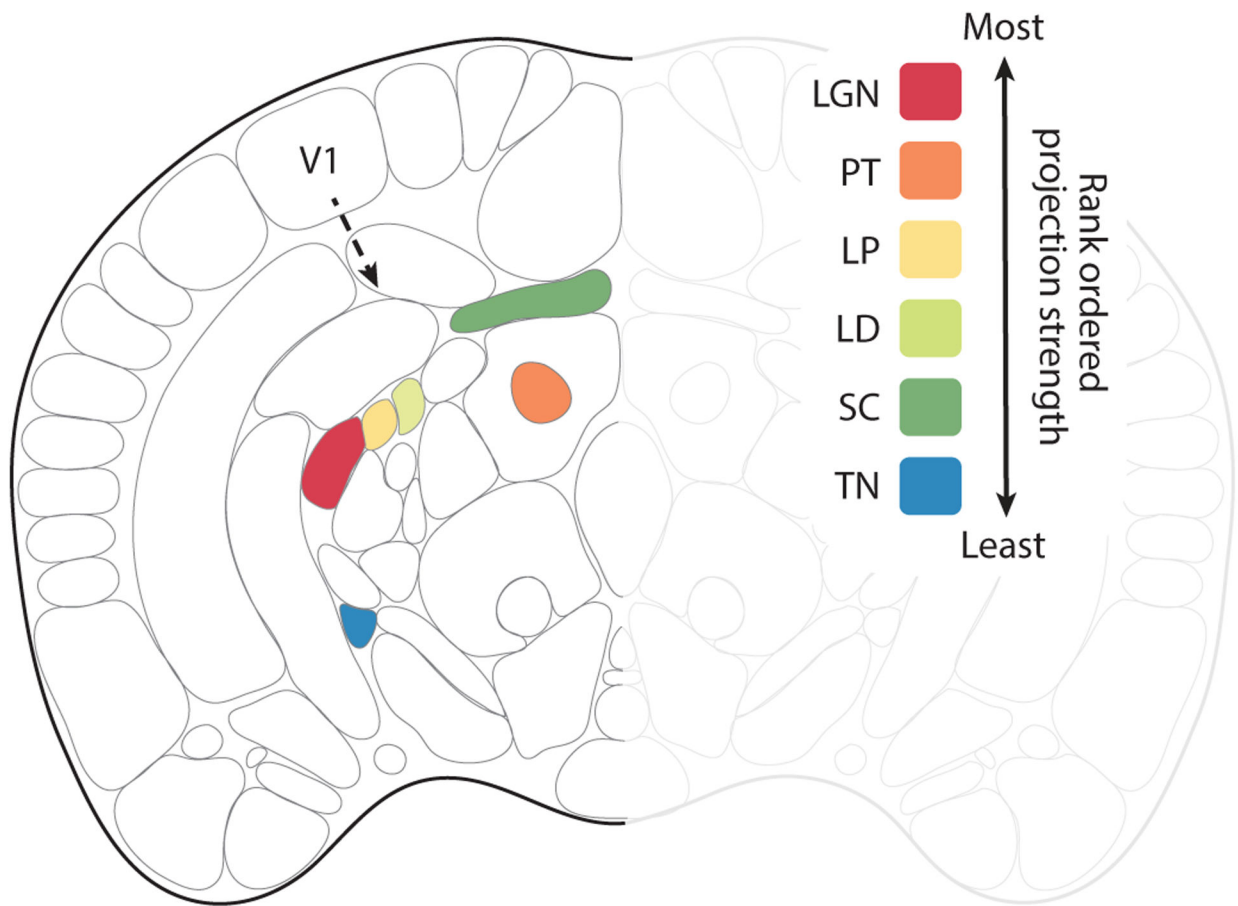 Most
LGN
PT
LP
LD
SC
TN
Least
Rank ordered
projection strength
V1